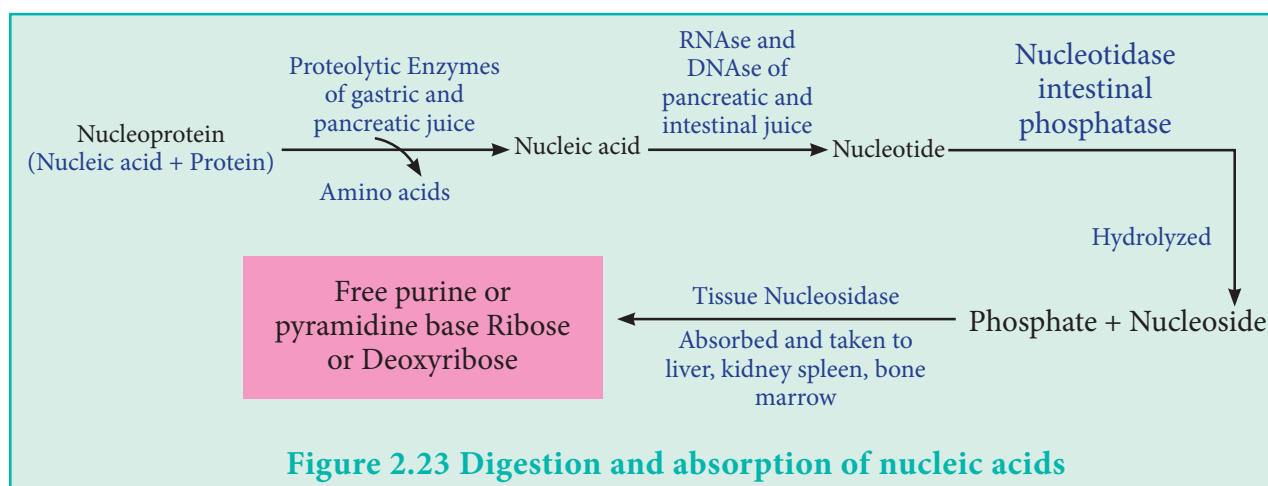 Proteolytic Enzymes
of gastric and
pancreatic juice
Nucleoprotein
(Nucleic acid + Protein)
Amino acids
Nucleic acid
RNAse and
DNAse of
pancreatic and
intestinal juice
Nucleotide
Nucleotidase
intestinal
phosphatase
Hydrolyzed
Phosphate + Nucleoside
Tissue Nucleosidase
Absorbed and taken to
liver, kidney spleen, bone
marrow
Free purine or
pyramidine base Ribose
or Deoxyribose
Figure 2.23 Digestion and absorption of nucleic acids